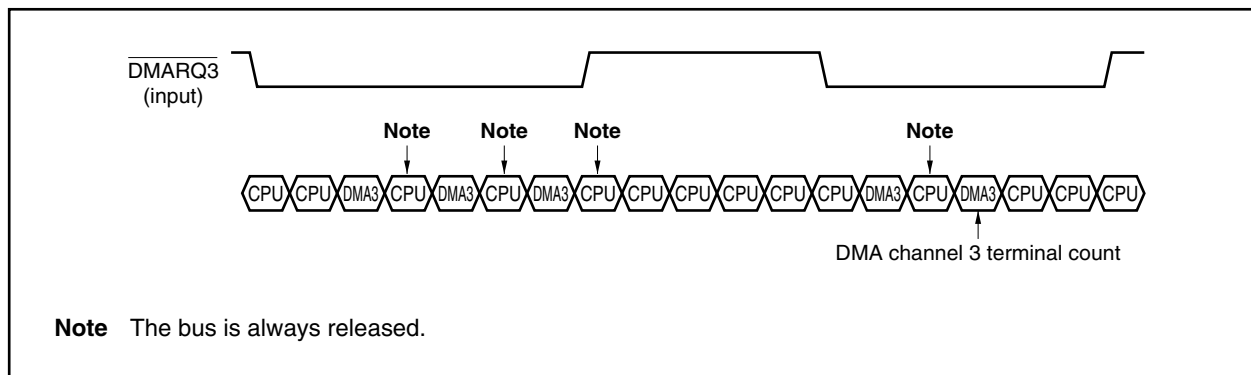 DMARQ3
(input)
Note Note Note Note
CPU CPU DMA3 CPU DMA3 CPU DMA3 CPU CPU CPU CPU CPU CPU DMA3 CPU DMA3 CPU CPU CPU
DMA channel 3 terminal count
Note The bus is always released.